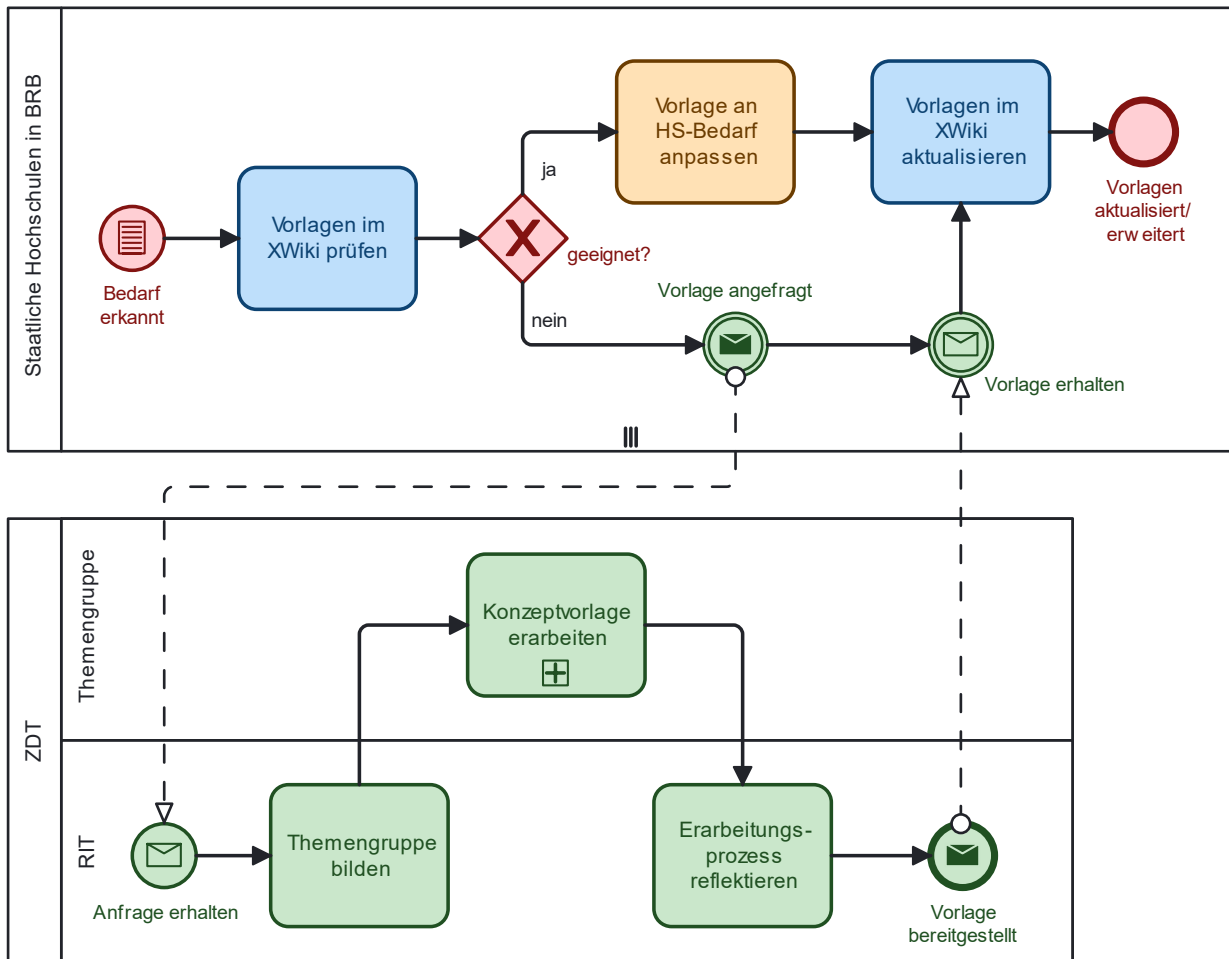 Staatliche Hochschulen in BRB
Bedarf
erkannt
Vorlagen im
XWiki prüfen
geeignet?
ja
nein
Vorlage an
HS-Bedarf
anpassen
Vorlagen im
XWiki
aktualisieren
Vorlagen
aktualisiert/
erw eitert
Vorlage angefragt
Vorlage erhalten
ZDT
Themengruppe
Konzeptvorlage
erarbeiten
RIT
Anfrage erhalten
Themengruppe
bilden
Erarbeitungs-
prozess
reflektieren
Vorlage
bereitgestellt